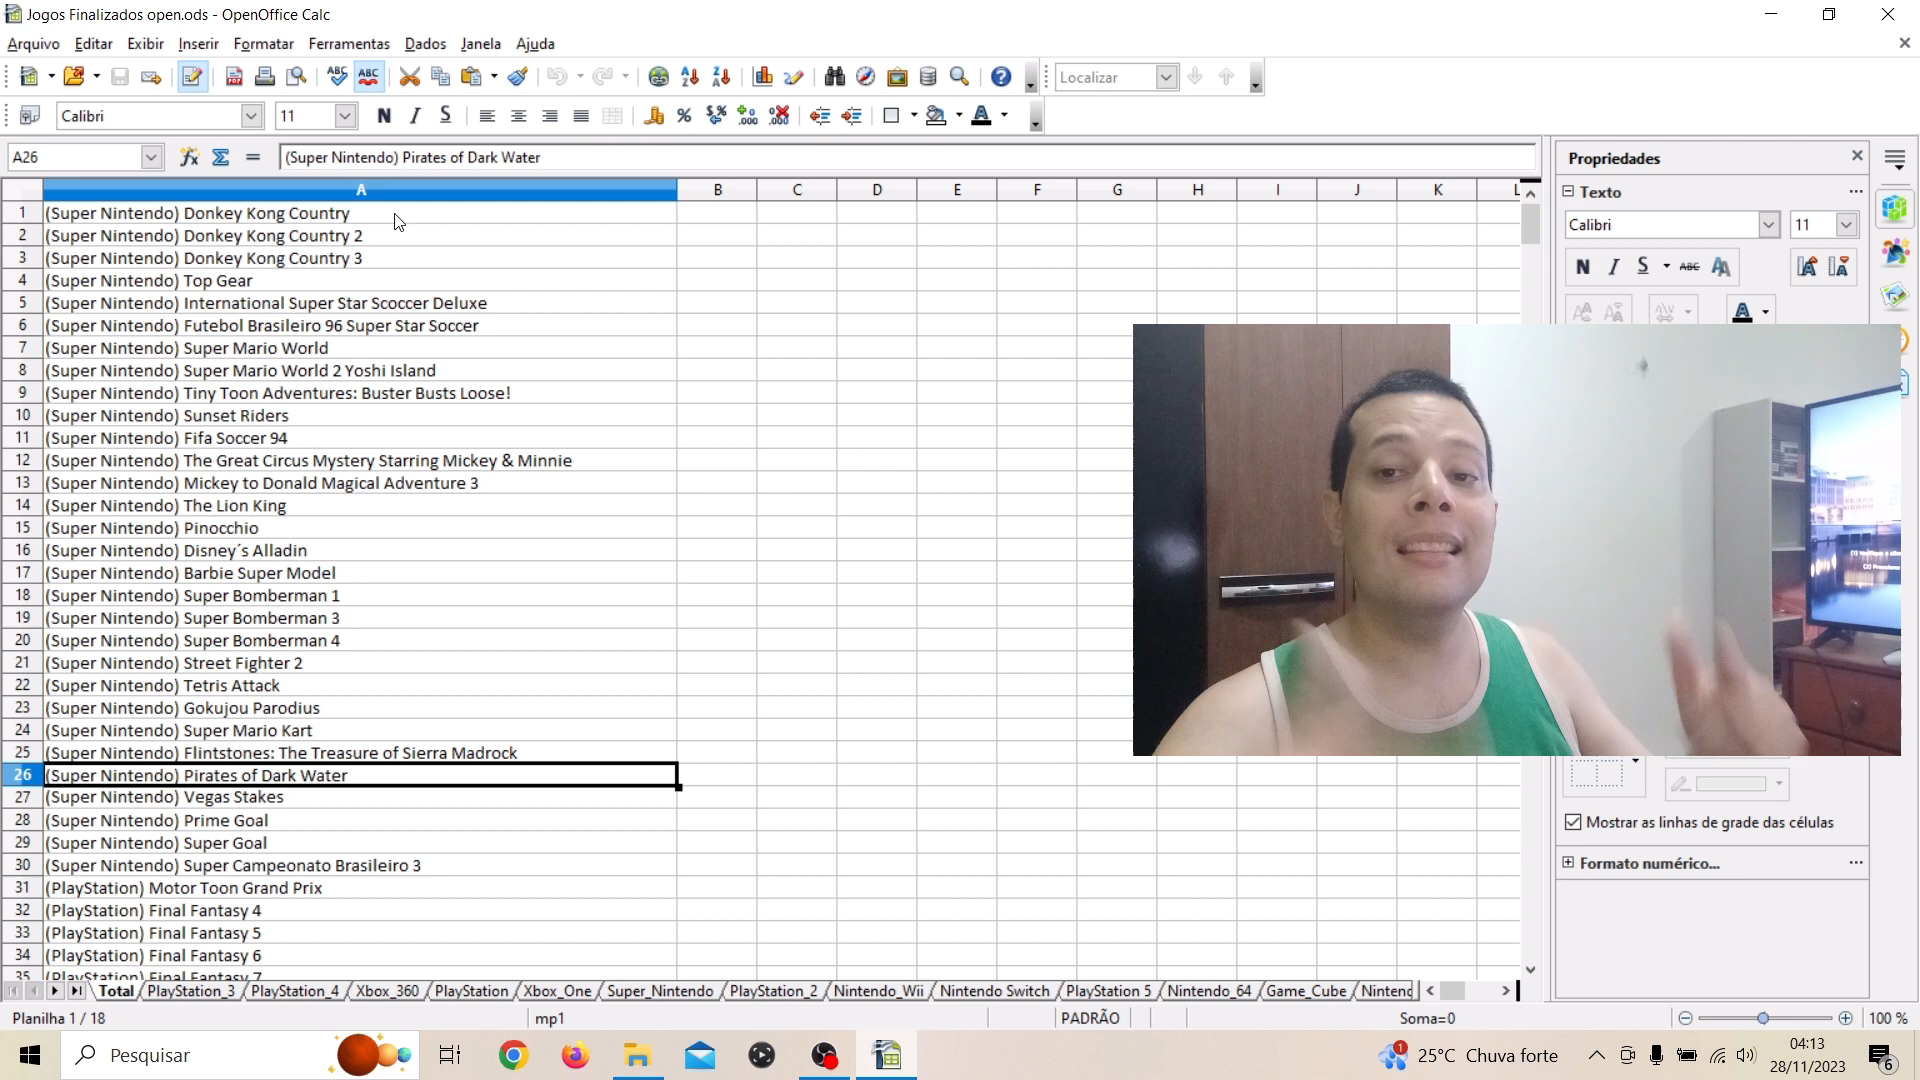 Jogos Finalizados open.ods - OpenOffice Calc
Arquivo Editar Exibir Inserir Formatar Ferramentas Dados Janela Ajuda
Localizar
Calibri 11
A26 (Super Nintendo) Pirates of Dark Water
A B C D E F G H I J K L
1 (Super Nintendo) Donkey Kong Country
2 (Super Nintendo) Donkey Kong Country 2
3 (Super Nintendo) Donkey Kong Country 3
4 (Super Nintendo) Top Gear
5 (Super Nintendo) International Super Star Scoccer Deluxe
6 (Super Nintendo) Futebol Brasileiro 96 Super Star Soccer
7 (Super Nintendo) Super Mario World
8 (Super Nintendo) Super Mario World 2 Yoshi Island
9 (Super Nintendo) Tiny Toon Adventures: Buster Busts Loose!
10 (Super Nintendo) Sunset Riders
11 (Super Nintendo) Fifa Soccer 94
12 (Super Nintendo) The Great Circus Mystery Starring Mickey & Minnie
13 (Super Nintendo) Mickey to Donald Magical Adventure 3
14 (Super Nintendo) The Lion King
15 (Super Nintendo) Pinocchio
16 (Super Nintendo) Disney´s Alladin
17 (Super Nintendo) Barbie Super Model
18 (Super Nintendo) Super Bomberman 1
19 (Super Nintendo) Super Bomberman 3
20 (Super Nintendo) Super Bomberman 4
21 (Super Nintendo) Street Fighter 2
22 (Super Nintendo) Tetris Attack
23 (Super Nintendo) Gokujou Parodius
24 (Super Nintendo) Super Mario Kart
25 (Super Nintendo) Flintstones: The Treasure of Sierra Madrock
26 (Super Nintendo) Pirates of Dark Water
27 (Super Nintendo) Vegas Stakes
28 (Super Nintendo) Prime Goal
29 (Super Nintendo) Super Goal
30 (Super Nintendo) Super Campeonato Brasileiro 3
31 (PlayStation) Motor Toon Grand Prix
32 (PlayStation) Final Fantasy 4
33 (PlayStation) Final Fantasy 5
34 (PlayStation) Final Fantasy 6
35 (PlayStation) Final Fantasy 7
Propriedades
Texto
Calibri 11
Mostrar as linhas de grade das células
Formato numérico...
Total PlayStation_3 PlayStation_4 Xbox_360 PlayStation Xbox_One Super_Nintendo PlayStation_2 Nintendo_Wii Nintendo Switch PlayStation 5 Nintendo_64 Game_Cube Nintend
Planilha 1 / 18 mp1 PADRÃO Soma=0 100 %
Pesquisar
25°C Chuva forte
04:13
28/11/2023
6